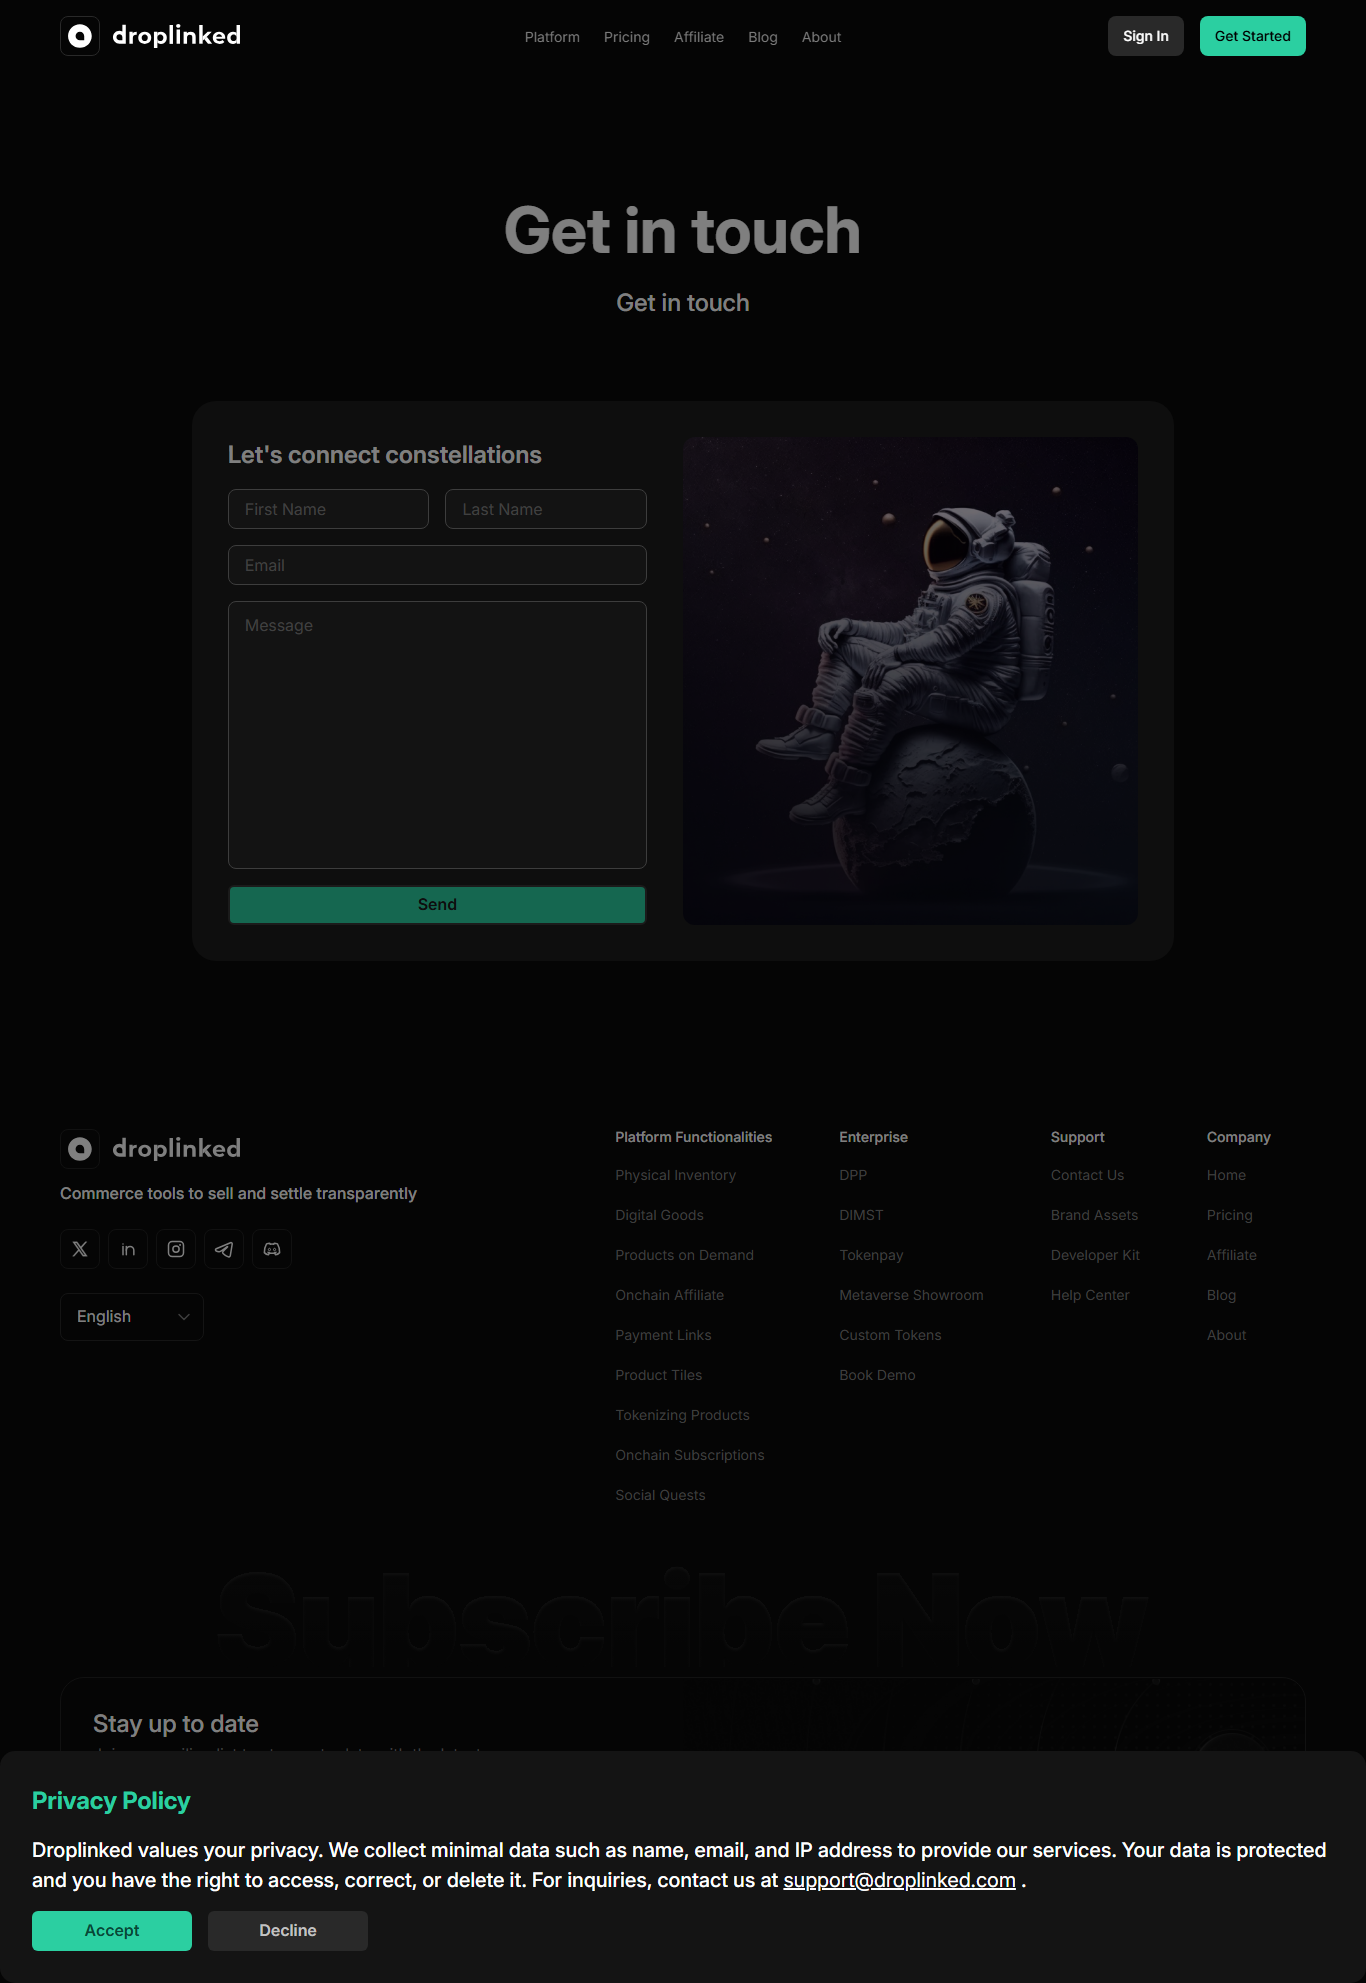 droplinked
Platform Pricing Affiliate Blog About
Sign In
Get Started
Get in touch
Get in touch
Let's connect constellations
First Name Last Name
Email
Message
Send
droplinked
Commerce tools to sell and settle transparently
English
Platform Functionalities
Physical Inventory
Digital Goods
Products on Demand
Onchain Affiliate
Payment Links
Product Tiles
Tokenizing Products
Onchain Subscriptions
Social Quests
Enterprise
DPP
DIMST
Tokenpay
Metaverse Showroom
Custom Tokens
Book Demo
Support
Contact Us
Brand Assets
Developer Kit
Help Center
Company
Home
Pricing
Affiliate
Blog
About
Subscribe Now
Stay up to date
Privacy Policy
Droplinked values your privacy. We collect minimal data such as name, email, and IP address to provide our services. Your data is protected
and you have the right to access, correct, or delete it. For inquiries, contact us at support@droplinked.com .
Accept
Decline